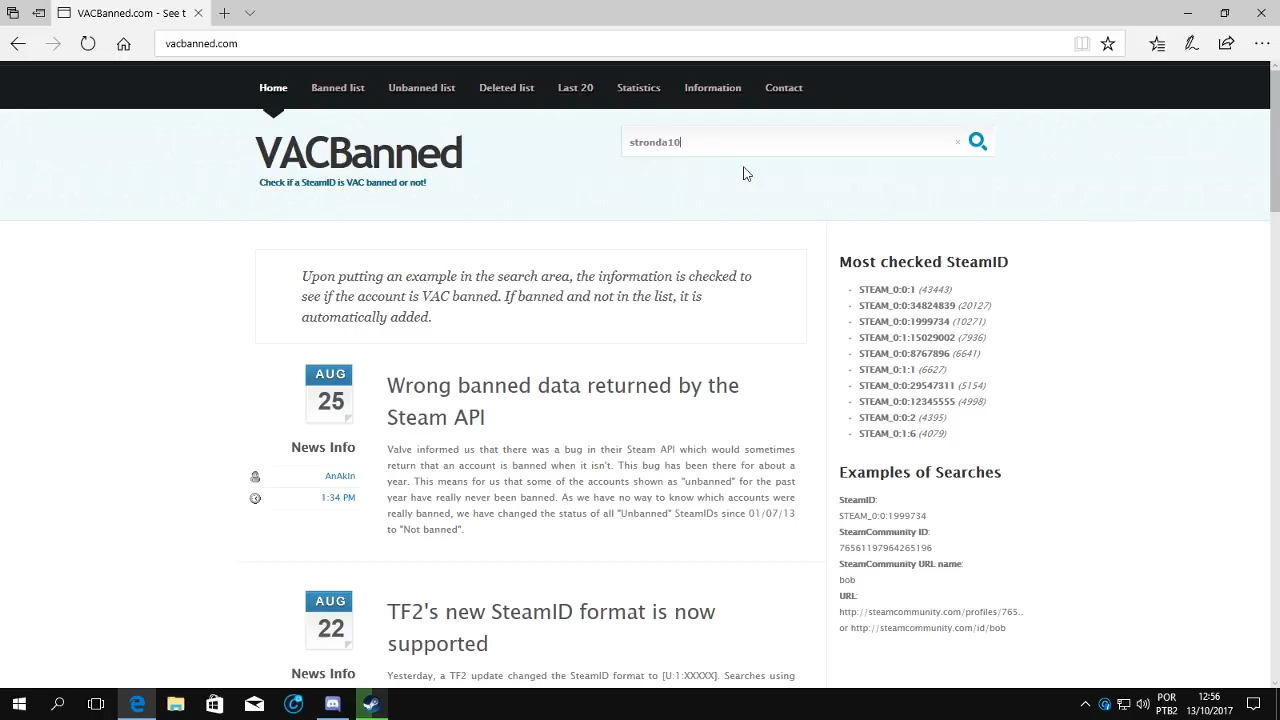 VACBanned.com - Set t
vacbanned.com
Home Banned list Unbanned list Deleted list Last 20 Statistics Information Contact
VACBanned
Check if a SteamID is VAC banned or not!
stronda10
Upon putting an example in the search area, the information is checked to
see if the account is VAC banned. If banned and not in the list, it is
automatically added.
AUG
25
News Info
AnAkIn
1:34 PM
Wrong banned data returned by the
Steam API
Valve informed us that there was a bug in their Steam API which would sometimes
return that an account is banned when it isn't. This bug has been there for about a
year. This means for us that some of the accounts shown as "unbanned" for the past
year have really never been banned. As we have no way to know which accounts were
really banned, we have changed the status of all "Unbanned" SteamIDs since 01/07/13
to "Not banned".
AUG
22
News Info
TF2's new SteamID format is now
supported
Yesterday, a TF2 update changed the SteamID format to [U:1:XXXXX]. Searches using
Most checked SteamID
- STEAM_0:0:1 (43443)
- STEAM_0:0:34824839 (20127)
- STEAM_0:0:1999734 (10271)
- STEAM_0:1:15029002 (7936)
- STEAM_0:0:8767896 (6641)
- STEAM_0:1:1 (6627)
- STEAM_0:0:29547311 (5154)
- STEAM_0:0:12345555 (4998)
- STEAM_0:0:2 (4395)
- STEAM_0:1:6 (4079)
Examples of Searches
SteamID:
STEAM_0:0:1999734
SteamCommunity ID:
76561197964265196
SteamCommunity URL name:
bob
URL:
http://steamcommunity.com/profiles/765..
or http://steamcommunity.com/id/bob
POR
PTB2
12:56
13/10/2017